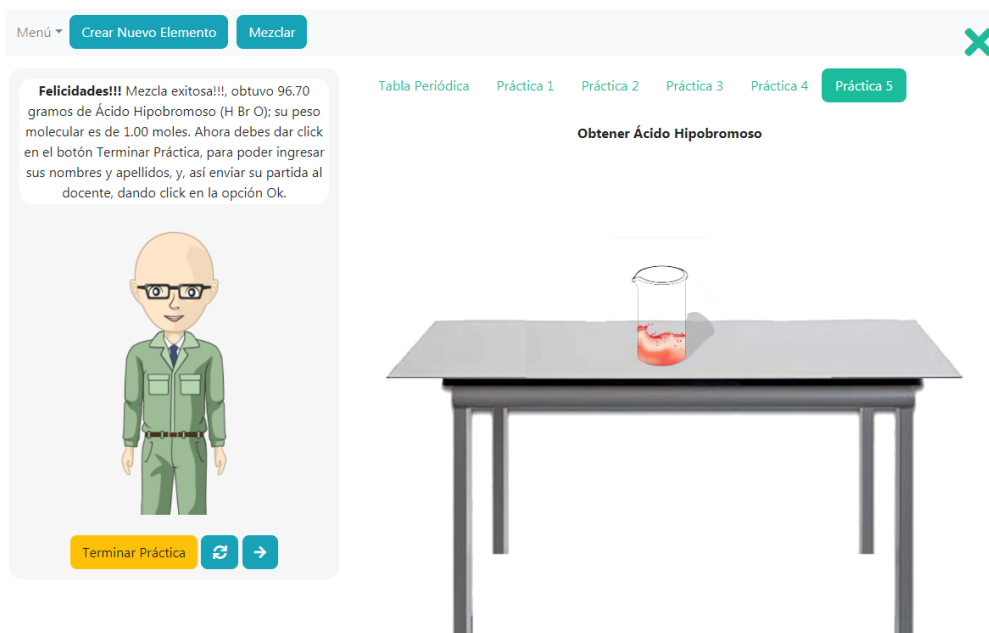 Menú Crear Nuevo Elemento Mezclar
Felicidades!!! Mezcla exitosa!!!, obtuvo 96.70
gramos de Ácido Hipobromoso (H Br O); su peso
molecular es de 1.00 moles. Ahora debes dar click
en el botón Terminar Práctica, para poder ingresar
sus nombres y apellidos, y, así enviar su partida al
docente, dando click en la opción Ok.
Terminar Práctica
Tabla Periódica Práctica 1 Práctica 2 Práctica 3 Práctica 4 Práctica 5
Obtener Ácido Hipobromoso